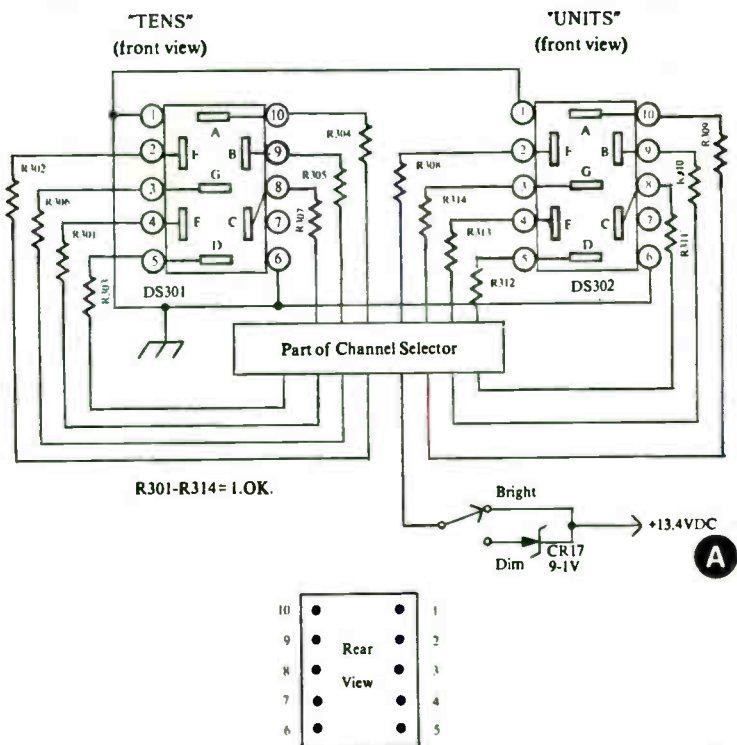 "TENS"
(front view)
"UNITS"
(front view)
1
10
A
2
F
B
9
3
G
8
4
E
C
7
5
D
6
DS301
R302
R306
R301
R303
R304
R305
R307
1
10
A
2
F
B
9
3
G
8
4
E
C
7
5
D
6
DS302
R308
R314
R313
R312
R309
R311
Part of Channel Selector
R301-R314 = 1.OK.
Bright
+13.4VDC
Dim
CR17
9-1V
A
10
1
9
Rear
2
8
View
3
7
4
6
5